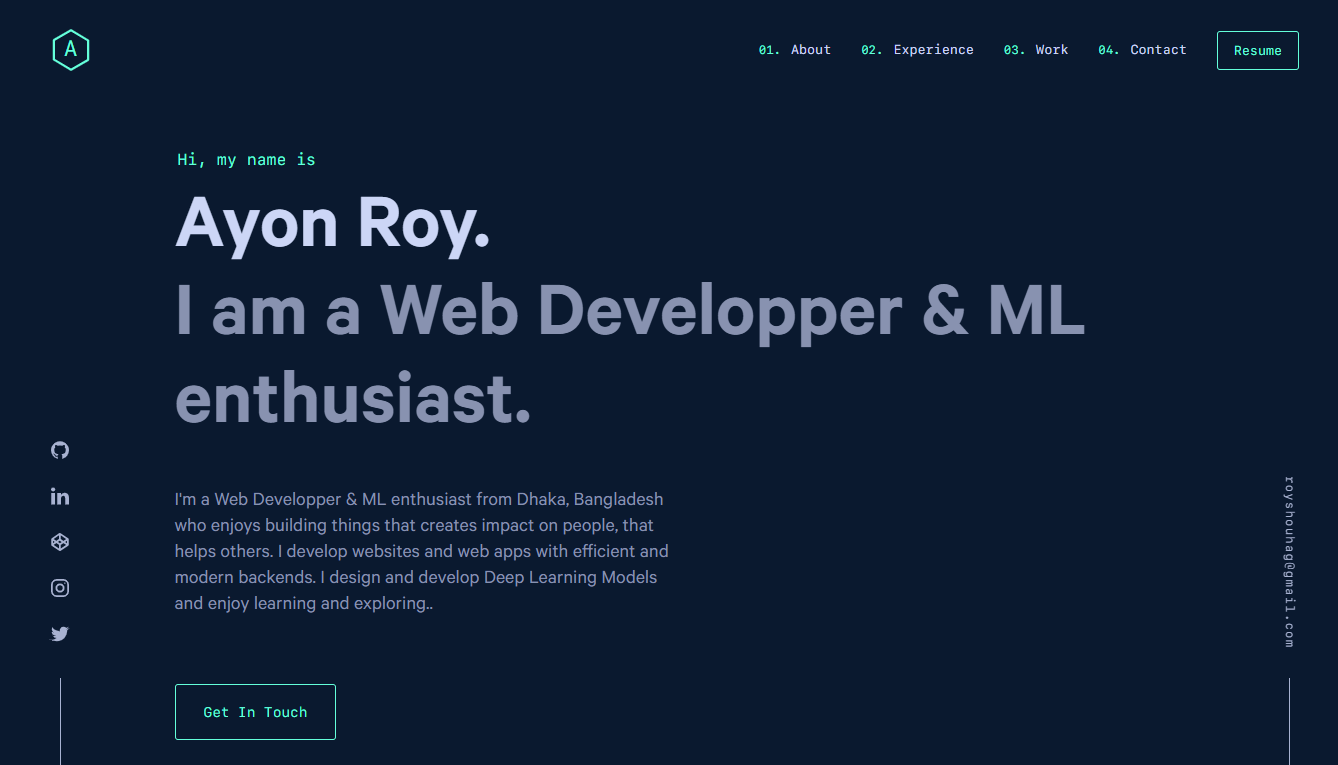 A
01. About 02. Experience 03. Work 04. Contact Resume
Hi, my name is
Ayon Roy.
I am a Web Developper & ML
enthusiast.
I'm a Web Developper & ML enthusiast from Dhaka, Bangladesh
who enjoys building things that creates impact on people, that
helps others. I develop websites and web apps with efficient and
modern backends. I design and develop Deep Learning Models
and enjoy learning and exploring..
Get In Touch
in
royshouhag@gmail.com